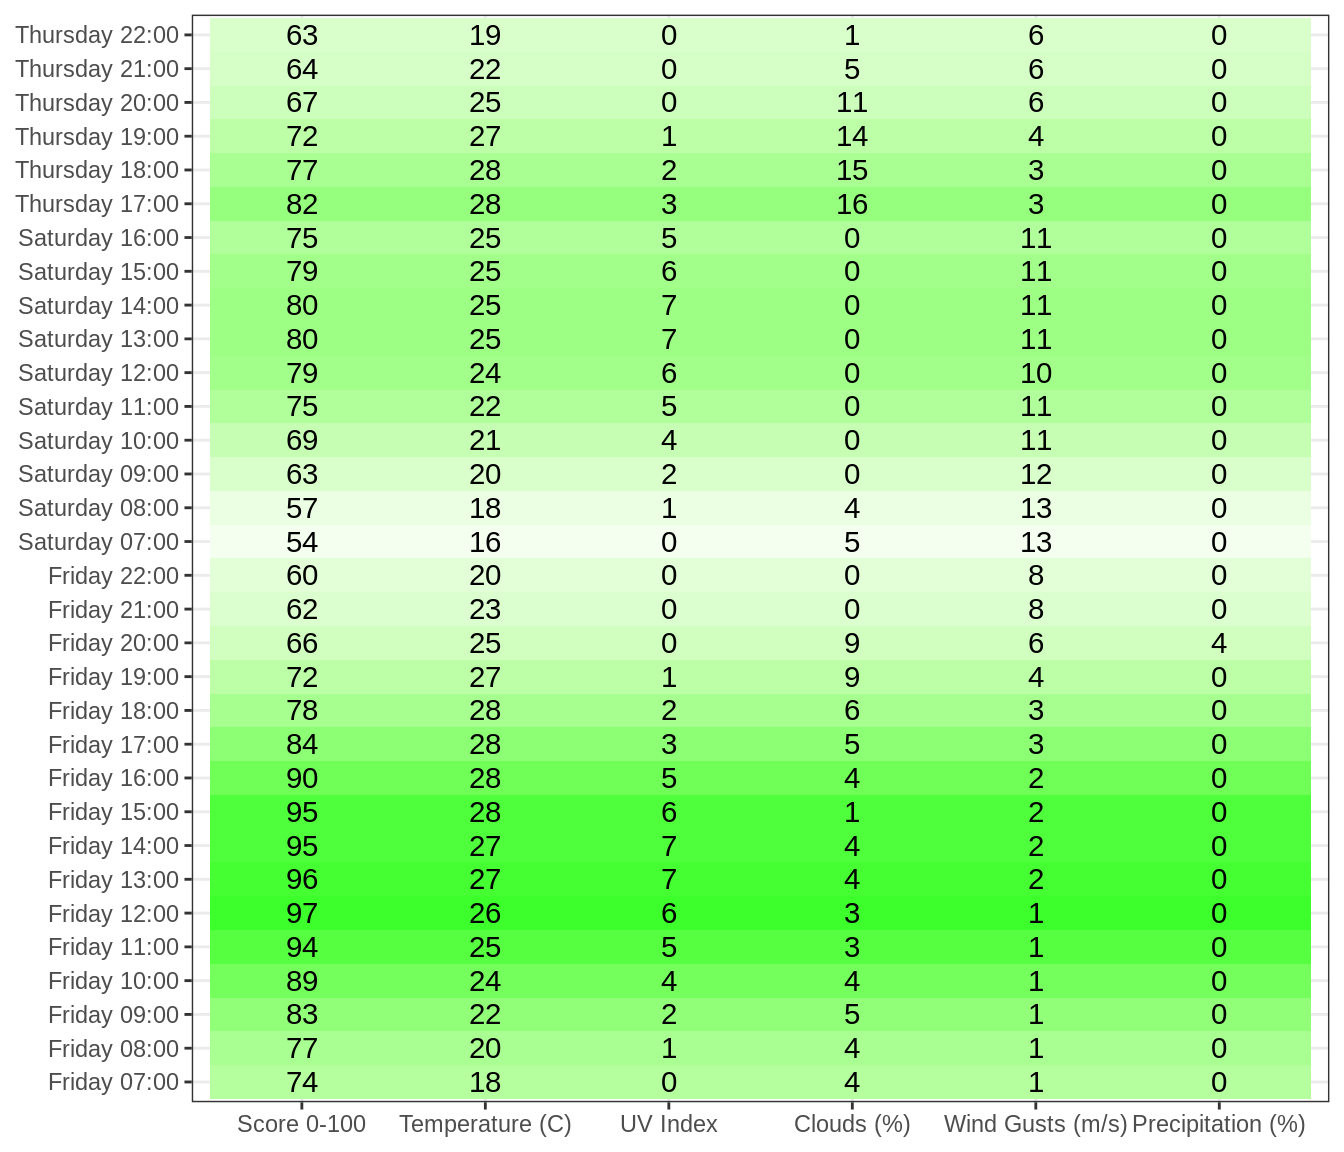 Thursday 22:00 63 19 0 1 6 0
Thursday 21:00 64 22 0 5 6 0
Thursday 20:00 67 25 0 11 6 0
Thursday 19:00 72 27 1 14 4 0
Thursday 18:00 77 28 2 15 3 0
Thursday 17:00 82 28 3 16 3 0
Saturday 16:00 75 25 5 0 11 0
Saturday 15:00 79 25 6 0 11 0
Saturday 14:00 80 25 7 0 11 0
Saturday 13:00 80 25 7 0 11 0
Saturday 12:00 79 24 6 0 10 0
Saturday 11:00 75 22 5 0 11 0
Saturday 10:00 69 21 4 0 11 0
Saturday 09:00 63 20 2 0 12 0
Saturday 08:00 57 18 1 4 13 0
Saturday 07:00 54 16 0 5 13 0
Friday 22:00 60 20 0 0 8 0
Friday 21:00 62 23 0 0 8 0
Friday 20:00 66 25 0 9 6 4
Friday 19:00 72 27 1 9 4 0
Friday 18:00 78 28 2 6 3 0
Friday 17:00 84 28 3 5 3 0
Friday 16:00 90 28 5 4 2 0
Friday 15:00 95 28 6 1 2 0
Friday 14:00 95 27 7 4 2 0
Friday 13:00 96 27 7 4 2 0
Friday 12:00 97 26 6 3 1 0
Friday 11:00 94 25 5 3 1 0
Friday 10:00 89 24 4 4 1 0
Friday 09:00 83 22 2 5 1 0
Friday 08:00 77 20 1 4 1 0
Friday 07:00 74 18 0 4 1 0
Score 0-100 Temperature (C) UV Index Clouds (%) Wind Gusts (m/s) Precipitation (%)